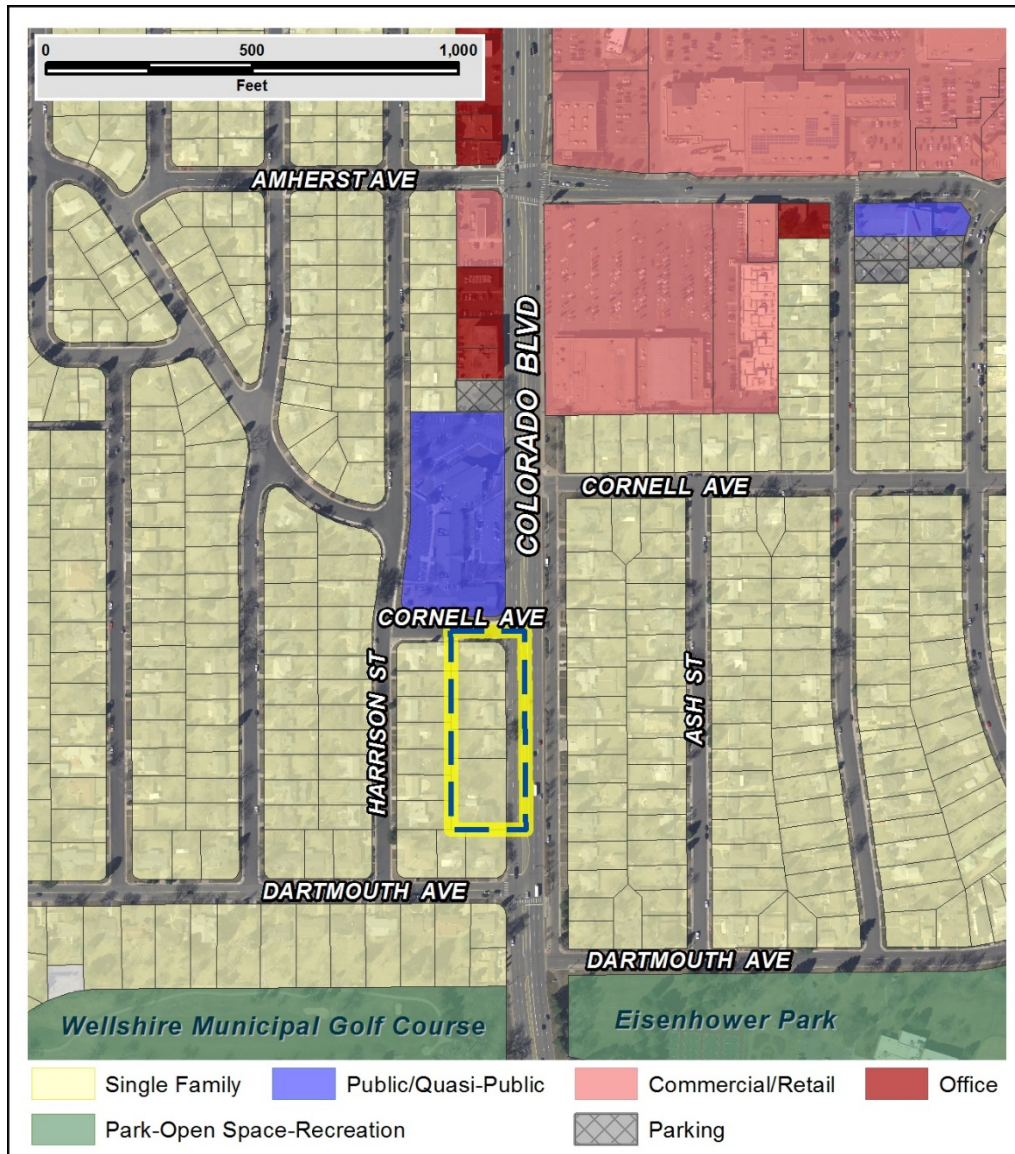 0 500 1,000
Feet
AMHERST AVE
COLORADO BLVD
CORNELL AVE
CORNELL AVE
HARRISON ST
ASH ST
DARTMOUTH AVE
DARTMOUTH AVE
Wellshire Municipal Golf Course
Eisenhower Park
Single Family
Public/Quasi-Public
Commercial/Retail
Office
Park-Open Space-Recreation
Parking